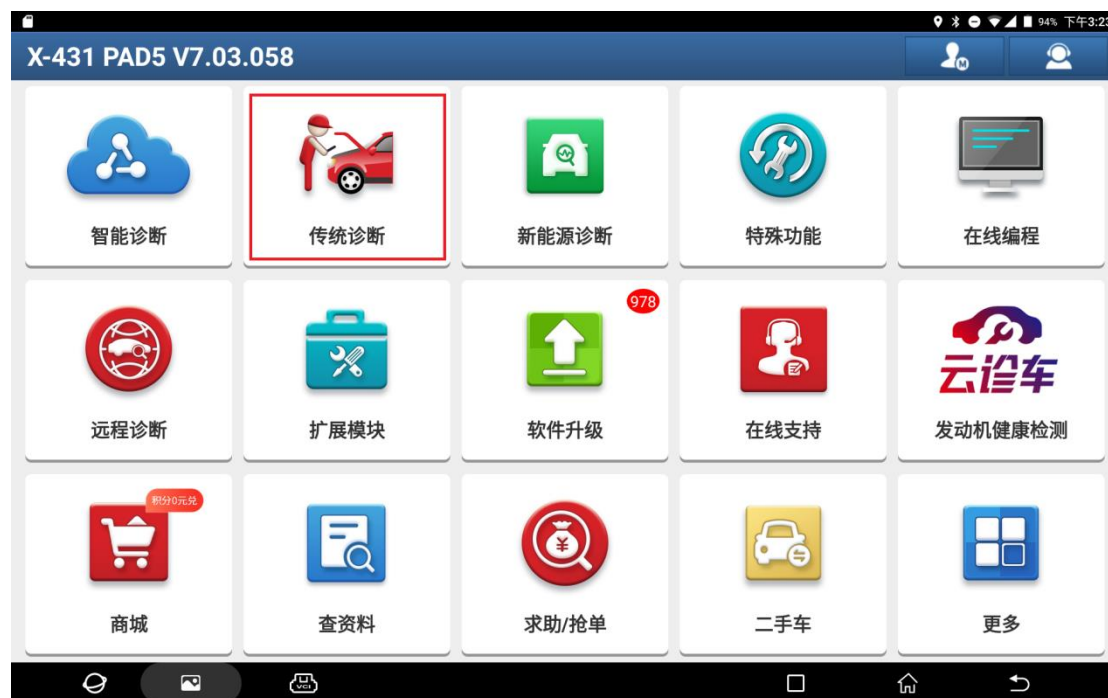 94% 下午3:23
X-431 PAD5 V7.03.058
M
智能诊断
传统诊断
新能源诊断
特殊功能
在线编程
978
云诊车
远程诊断
扩展模块
软件升级
在线支持
发动机健康检测
积分0元兑
商城
查资料
求助/抢单
二手车
更多
VCI